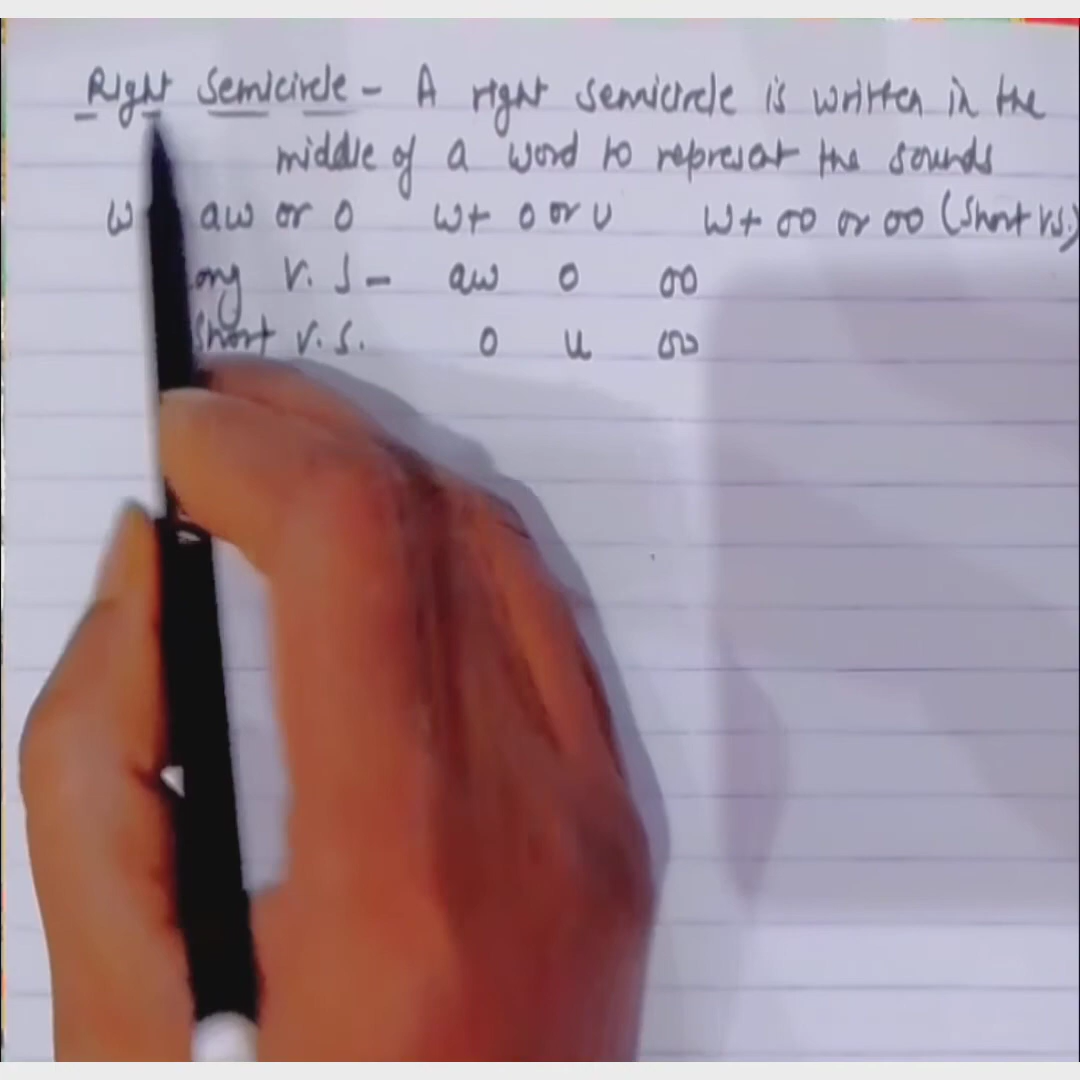 Right Semicircle - A right semicircle is written in the
middle of a word to represent the sounds
w aw or o w+ o or u w+ oo or oo (Short v.s.)
ong V. S - aw o oo
Short v.s. o u oo